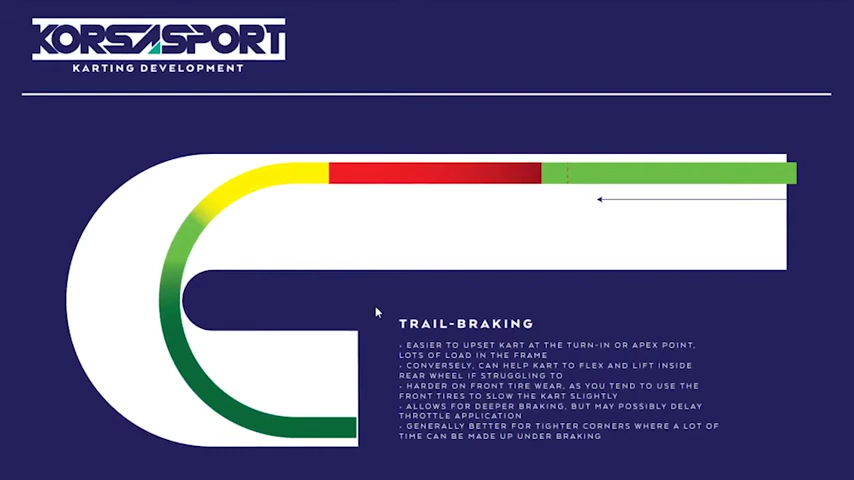 KORSASPORT
KARTING DEVELOPMENT
TRAIL-BRAKING
- EASIER TO UPSET KART AT THE TURN-IN OR APEX POINT,
LOTS OF LOAD IN THE FRAME
- CONVERSELY, CAN HELP KART TO FLEX AND LIFT INSIDE
REAR WHEEL IF STRUGGLING TO
- HARDER ON FRONT TIRE WEAR, AS YOU TEND TO USE THE
FRONT TIRES TO SLOW THE KART SLIGHTLY
- ALLOWS FOR DEEPER BRAKING, BUT MAY POSSIBLY DELAY
THROTTLE APPLICATION
- GENERALLY BETTER FOR TIGHTER CORNERS WHERE A LOT OF
TIME CAN BE MADE UP UNDER BRAKING